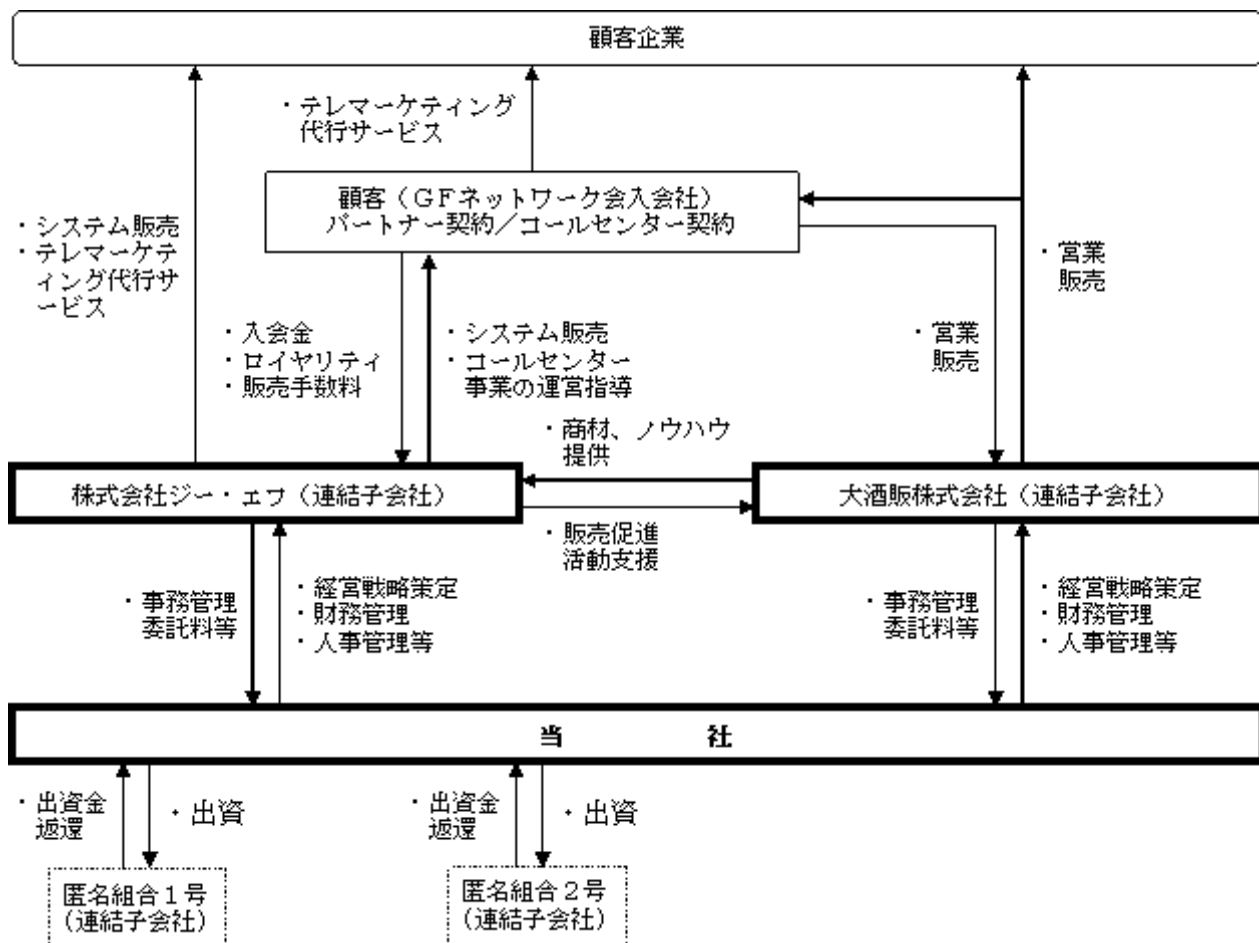 顧客企業
・テレマーケティング
代行サービス
顧客（ＧＦネットワーク会入会社）
パートナー契約／コールセンター契約
・システム販売
・テレマーケテ
ィング代行サ
ービス
・営業
販売
・入会金
・ロイヤリティ
・販売手数料
・システム販売
・コールセンター
事業の運営指導
・営業
販売
・商材、ノウハウ
提供
株式会社ジー・エフ（連結子会社）
大酒販株式会社（連結子会社）
・販売促進
活動支援
・事務管理
委託料等
・経営戦略策定
・財務管理
・人事管理等
・事務管理
委託料等
・経営戦略策定
・財務管理
・人事管理等
当　　　社
・出資金
返還
・出資
・出資金
返還
・出資
匿名組合１号
（連結子会社）
匿名組合２号
（連結子会社）